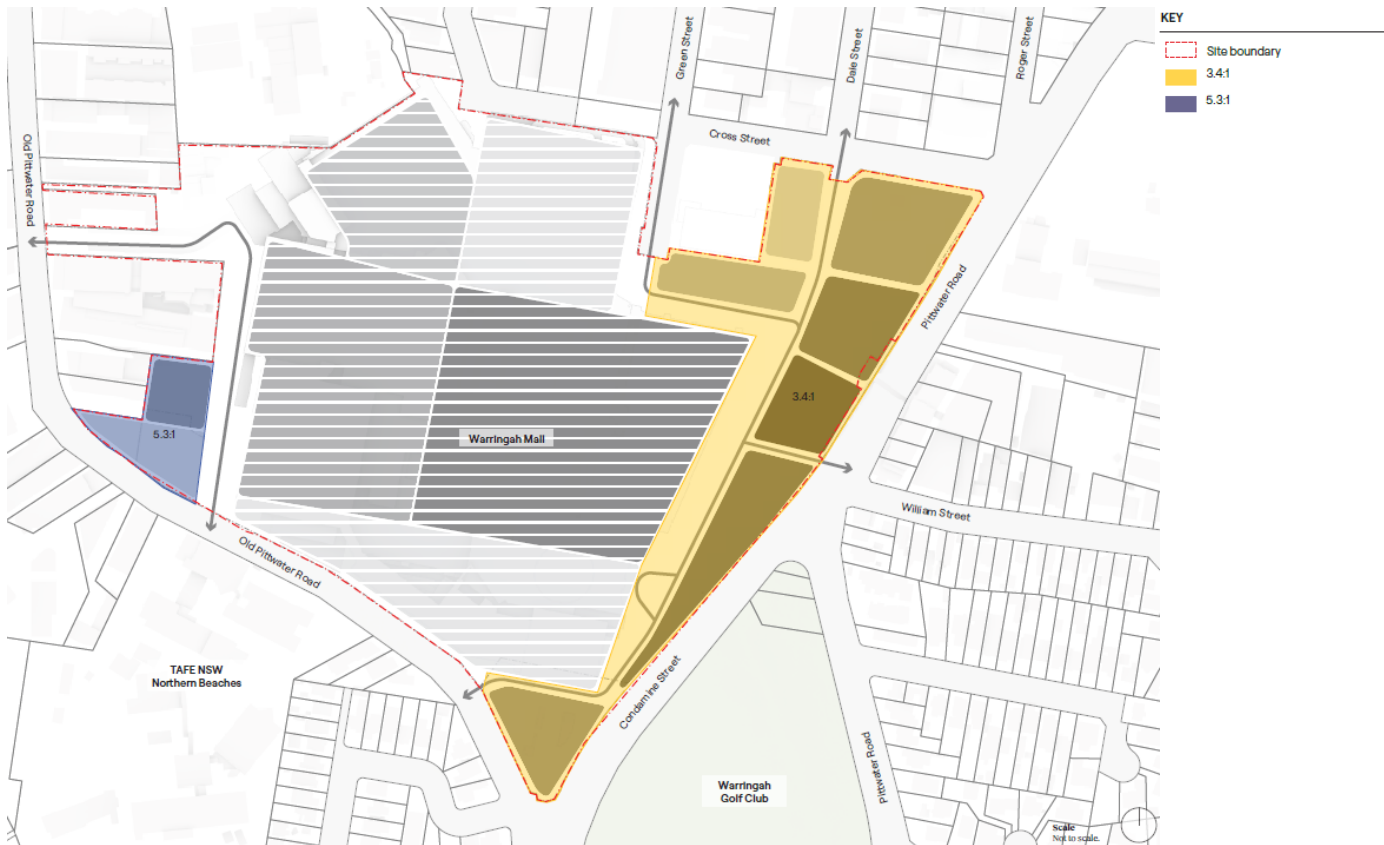 KEY
Site boundary
3.4:1
5.3:1
Green Street
Dale Street
Roger Street
Cross Street
Old Pittwater Road
Pittwater Road
3.4:1
5.3:1
Warringah Mall
William Street
Old Pittwater Road
TAFE NSW
Northern Beaches
Condamine Street
Pittwater Road
Warringah
Golf Club
Scale
Not to scale.